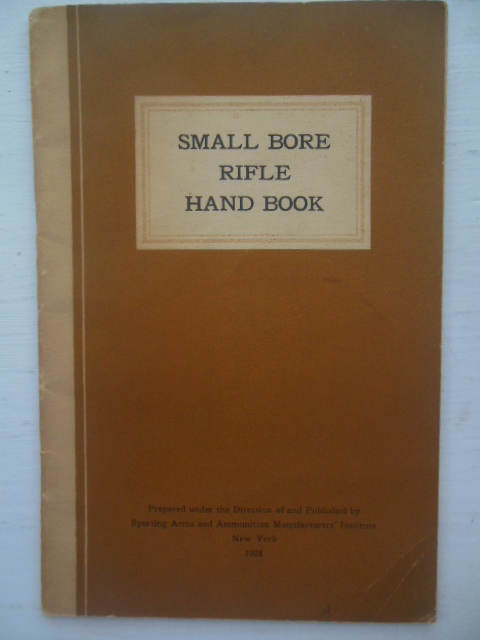 SMALL BORE
RIFLE
HAND BOOK
Prepared under the Direction of and Published by
Sporting Arms and Ammunition Manufacturers' Institute
New York
1928